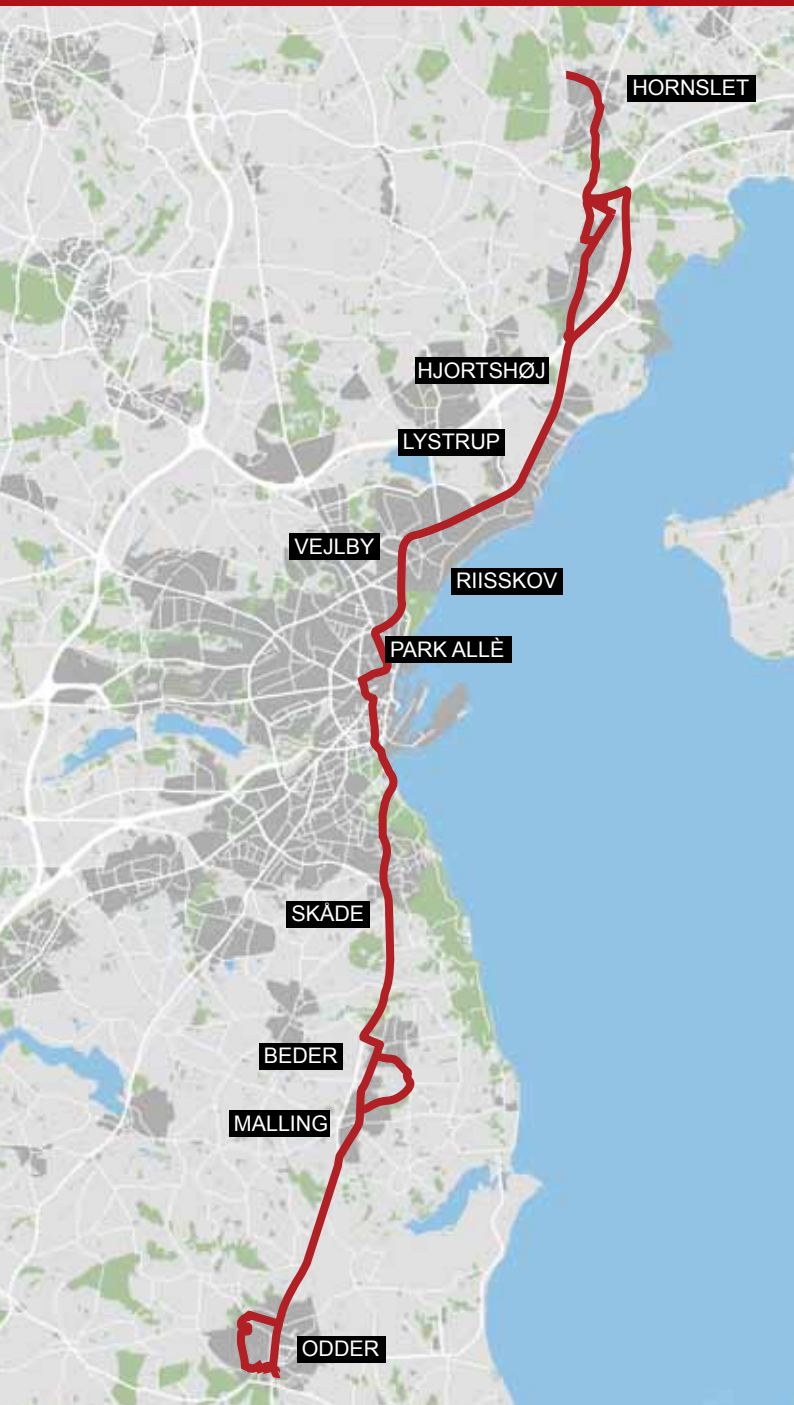 HORNSLET
HJORTSHØJ
LYSTRUP
VEJLBY
RIISSKOV
PARK ALLÈ
SKÅDE
BEDER
MALLING
ODDER